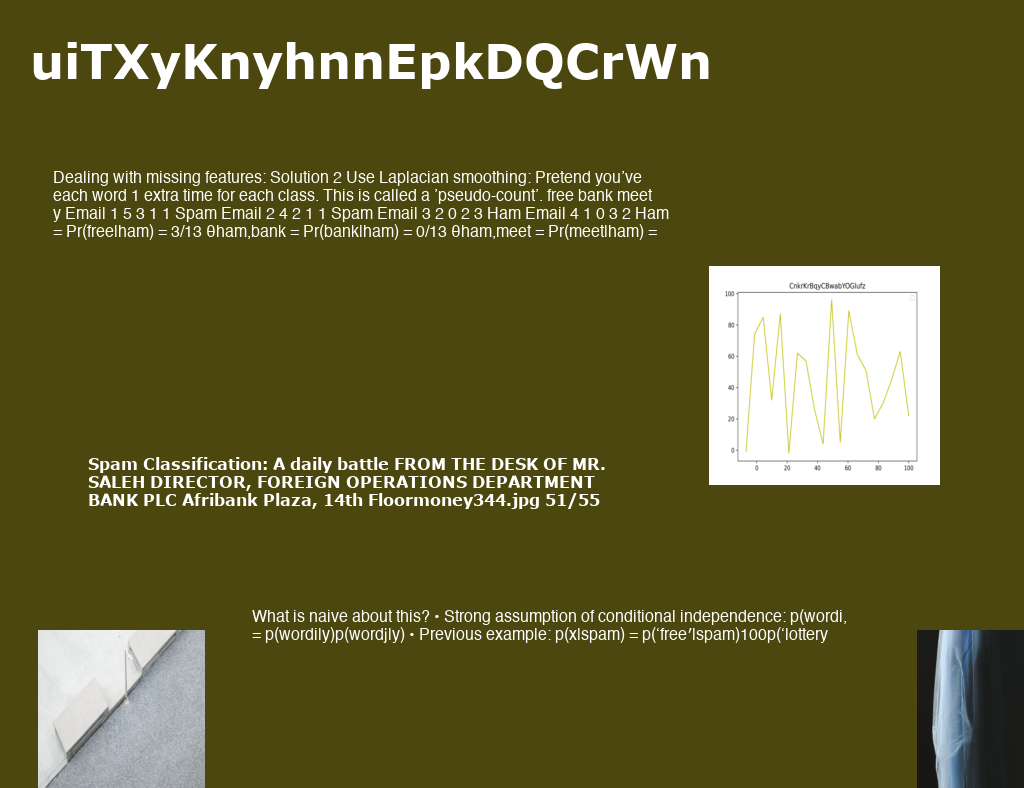 uiTXyKnyhnnEpkDQCrWn
Dealing with missing features: Solution 2 Use Laplacian smoothing: Pretend you’ve
each word 1 extra time for each class. This is called a ’pseudo-count’. free bank meet
y Email 1 5 3 1 1 Spam Email 2 4 2 1 1 Spam Email 3 2 0 2 3 Ham Email 4 1 0 3 2 Ham
= Pr(free|ham) = 3/13 θham,bank = Pr(bank|ham) = 0/13 θham,meet = Pr(meet|ham) =
CnkrKrBqyCBwabYOGlufz
100
80
60
40
20
0
0 20 40 60 80 100
Spam Classification: A daily battle FROM THE DESK OF MR.
SALEH DIRECTOR, FOREIGN OPERATIONS DEPARTMENT
BANK PLC Afribank Plaza, 14th Floormoney344.jpg 51/55
What is naive about this? • Strong assumption of conditional independence: p(wordi,
= p(wordi|y)p(wordj|y) • Previous example: p(x|spam) = p(‘free′|spam)100p(‘lottery